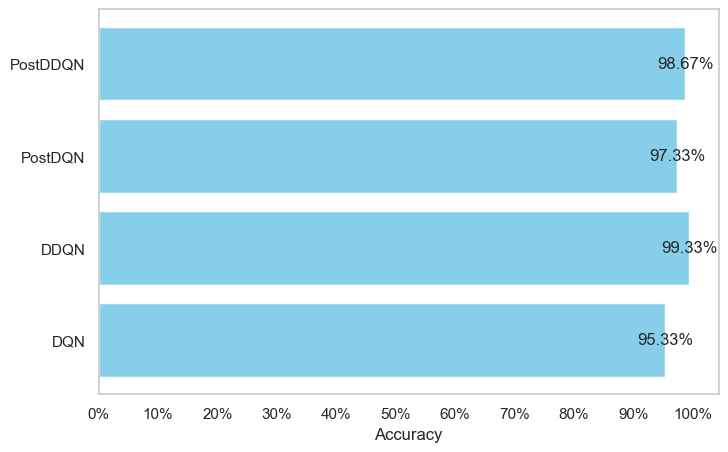 PostDDQN 98.67%
PostDQN 97.33%
DDQN 99.33%
DQN 95.33%
0% 10% 20% 30% 40% 50% 60% 70% 80% 90% 100%
Accuracy